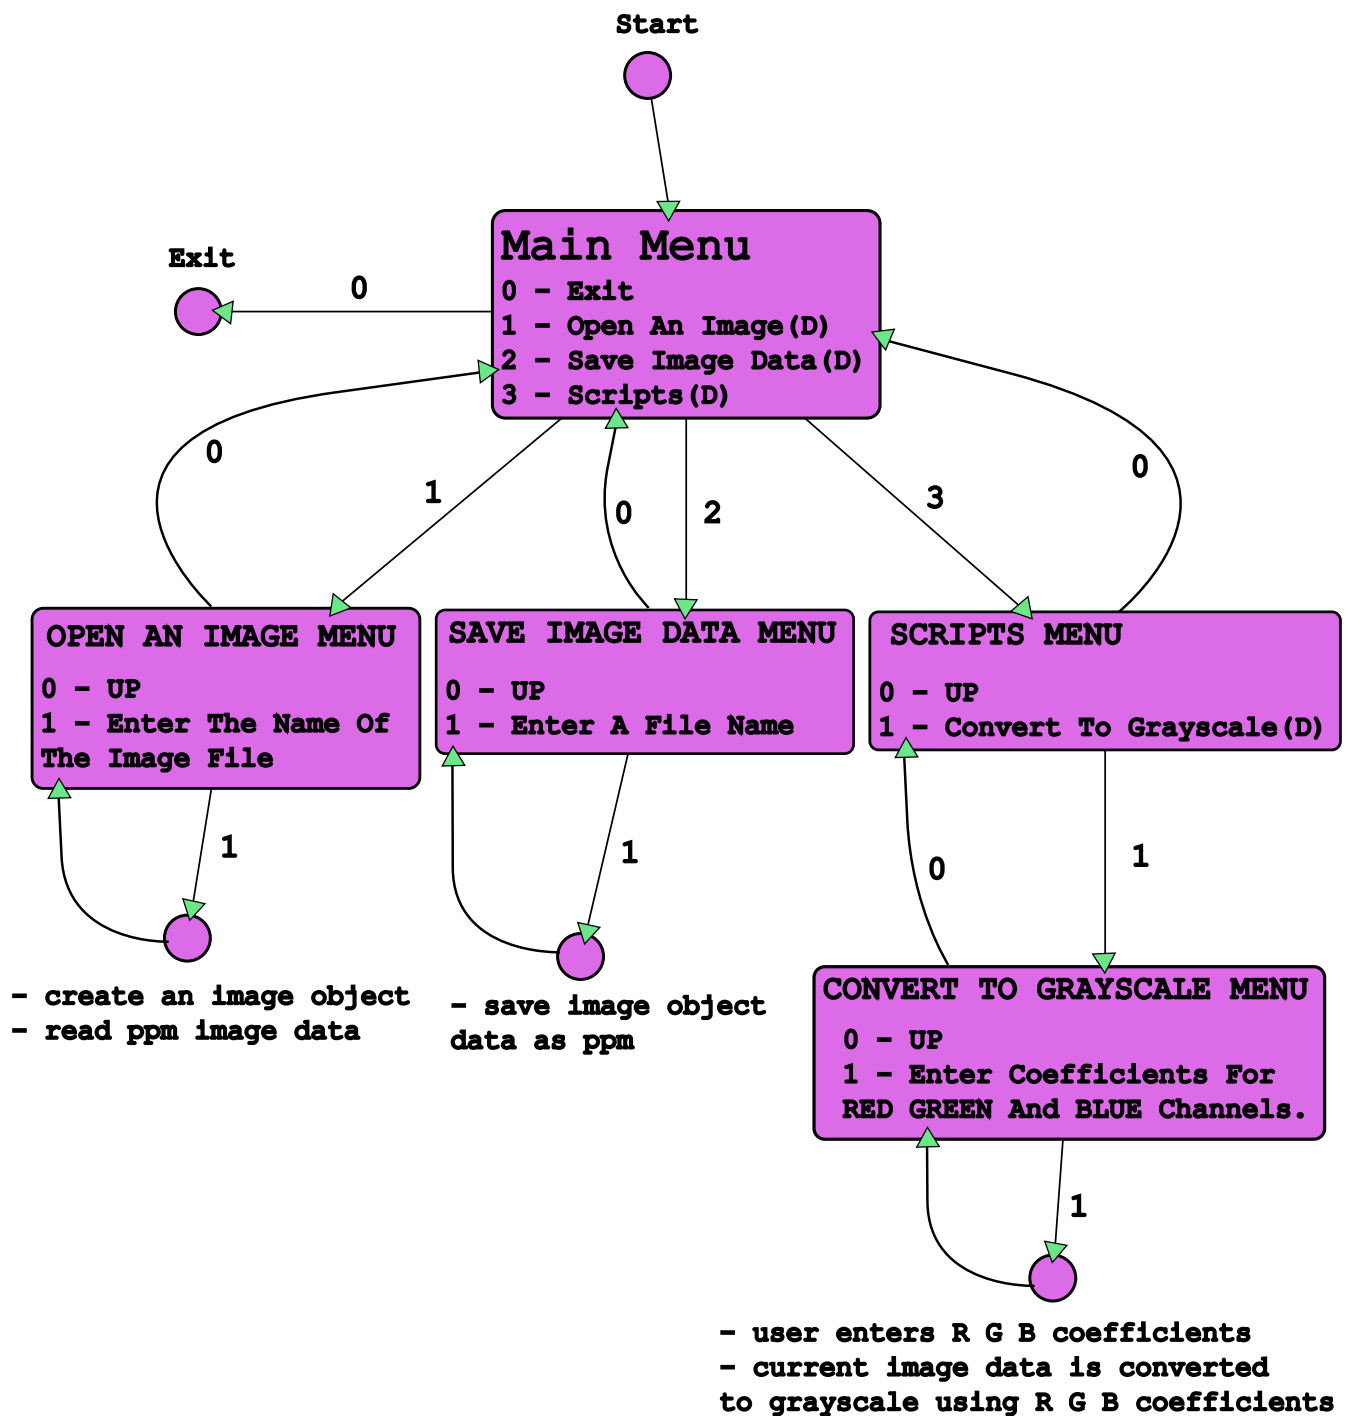 Start
Main Menu
0 - Exit
1 - Open An Image(D)
2 - Save Image Data(D)
3 - Scripts(D)
Exit
0
0
1
0
2
3
0
OPEN AN IMAGE MENU
0 - UP
1 - Enter The Name Of
The Image File
SAVE IMAGE DATA MENU
0 - UP
1 - Enter A File Name
SCRIPTS MENU
0 - UP
1 - Convert To Grayscale(D)
1
1
0
1
- create an image object
- read ppm image data
- save image object
data as ppm
CONVERT TO GRAYSCALE MENU
0 - UP
1 - Enter Coefficients For
RED GREEN And BLUE Channels.
1
- user enters R G B coefficients
- current image data is converted
to grayscale using R G B coefficients